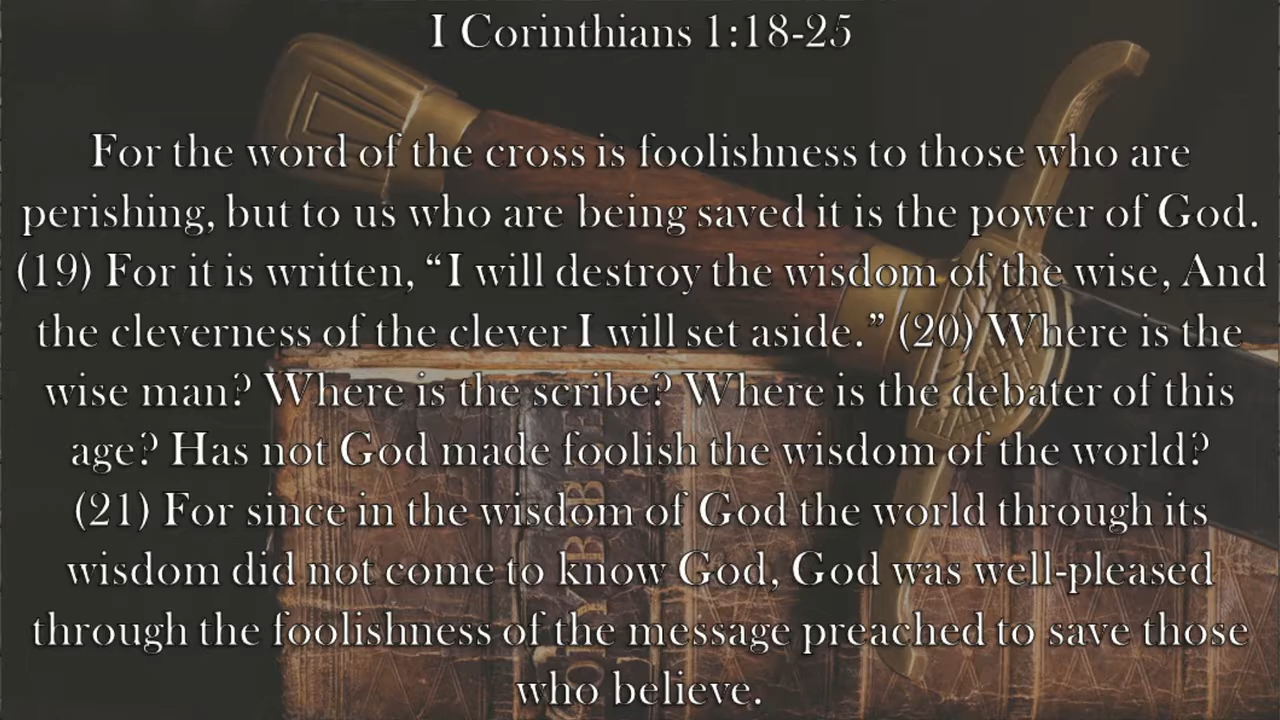 I Corinthians 1:18-25
For the word of the cross is foolishness to those who are
perishing, but to us who are being saved it is the power of God.
(19) For it is written, “I will destroy the wisdom of the wise, And
the cleverness of the clever I will set aside.” (20) Where is the
wise man? Where is the scribe? Where is the debater of this
age? Has not God made foolish the wisdom of the world?
(21) For since in the wisdom of God the world through its
wisdom did not come to know God, God was well-pleased
through the foolishness of the message preached to save those
who believe.
HOLY BIBLE